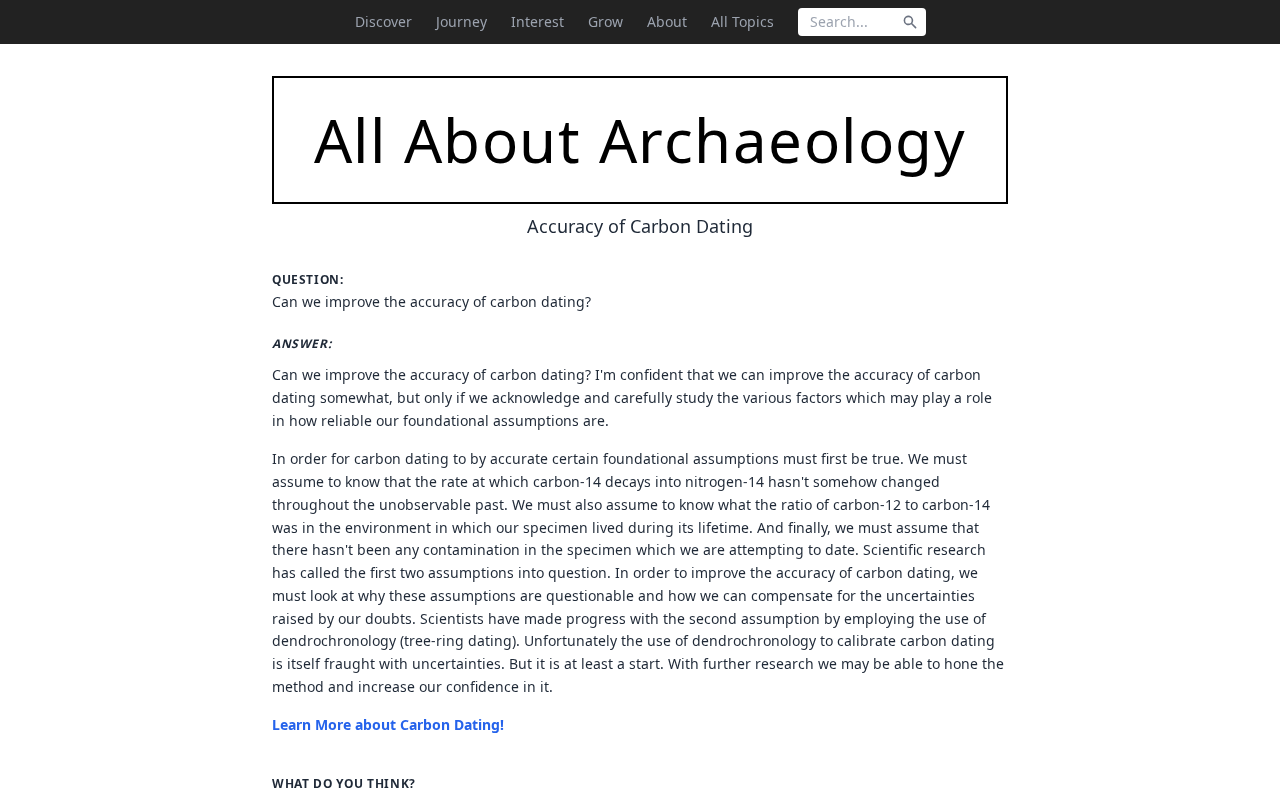 Discover Journey Interest Grow About All Topics Search...
All About Archaeology
Accuracy of Carbon Dating
QUESTION:
Can we improve the accuracy of carbon dating?
ANSWER:
Can we improve the accuracy of carbon dating? I'm confident that we can improve the accuracy of carbon
dating somewhat, but only if we acknowledge and carefully study the various factors which may play a role
in how reliable our foundational assumptions are.
In order for carbon dating to by accurate certain foundational assumptions must first be true. We must
assume to know that the rate at which carbon-14 decays into nitrogen-14 hasn't somehow changed
throughout the unobservable past. We must also assume to know what the ratio of carbon-12 to carbon-14
was in the environment in which our specimen lived during its lifetime. And finally, we must assume that
there hasn't been any contamination in the specimen which we are attempting to date. Scientific research
has called the first two assumptions into question. In order to improve the accuracy of carbon dating, we
must look at why these assumptions are questionable and how we can compensate for the uncertainties
raised by our doubts. Scientists have made progress with the second assumption by employing the use of
dendrochronology (tree-ring dating). Unfortunately the use of dendrochronology to calibrate carbon dating
is itself fraught with uncertainties. But it is at least a start. With further research we may be able to hone the
method and increase our confidence in it.
Learn More about Carbon Dating!
WHAT DO YOU THINK?